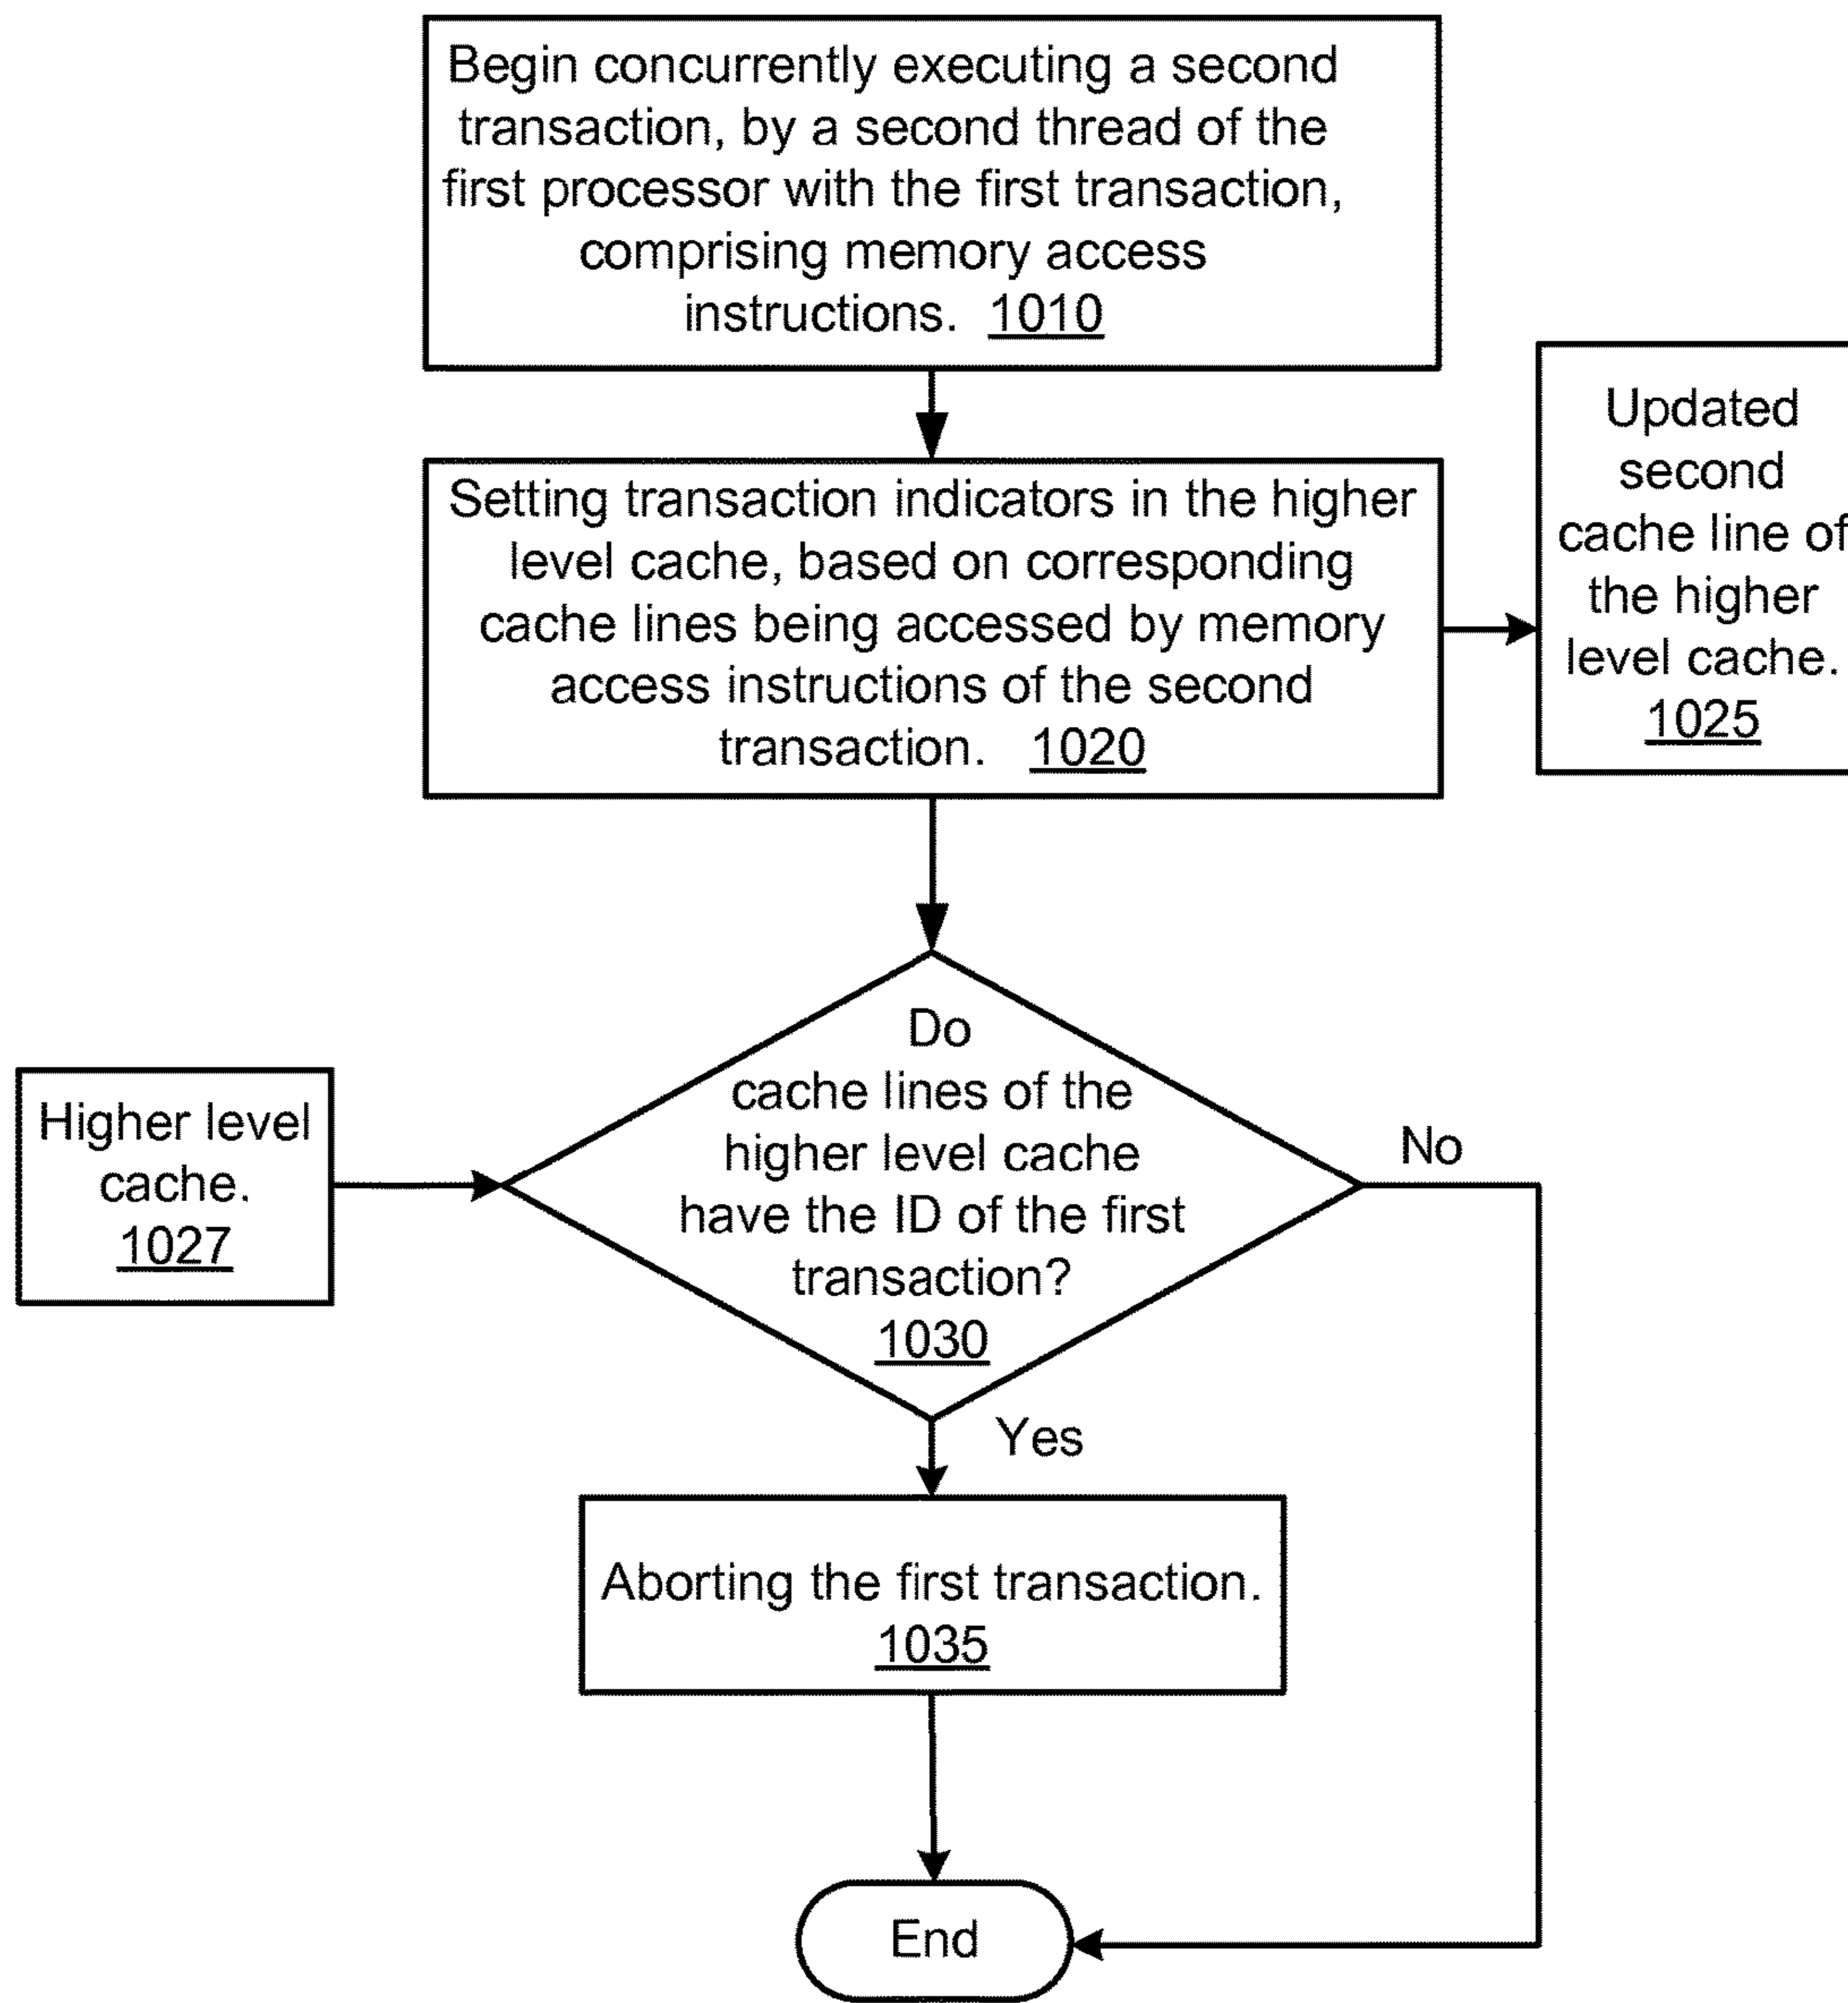 Begin concurrently executing a second
transaction, by a second thread of the
first processor with the first transaction,
comprising memory access
instructions. 1010
Setting transaction indicators in the higher
level cache, based on corresponding
cache lines being accessed by memory
access instructions of the second
transaction. 1020
Updated
second
cache line of
the higher
level cache.
1025
Higher level
cache.
1027
Do
cache lines of the
higher level cache
have the ID of the first
transaction?
1030
No
Yes
Aborting the first transaction.
1035
End